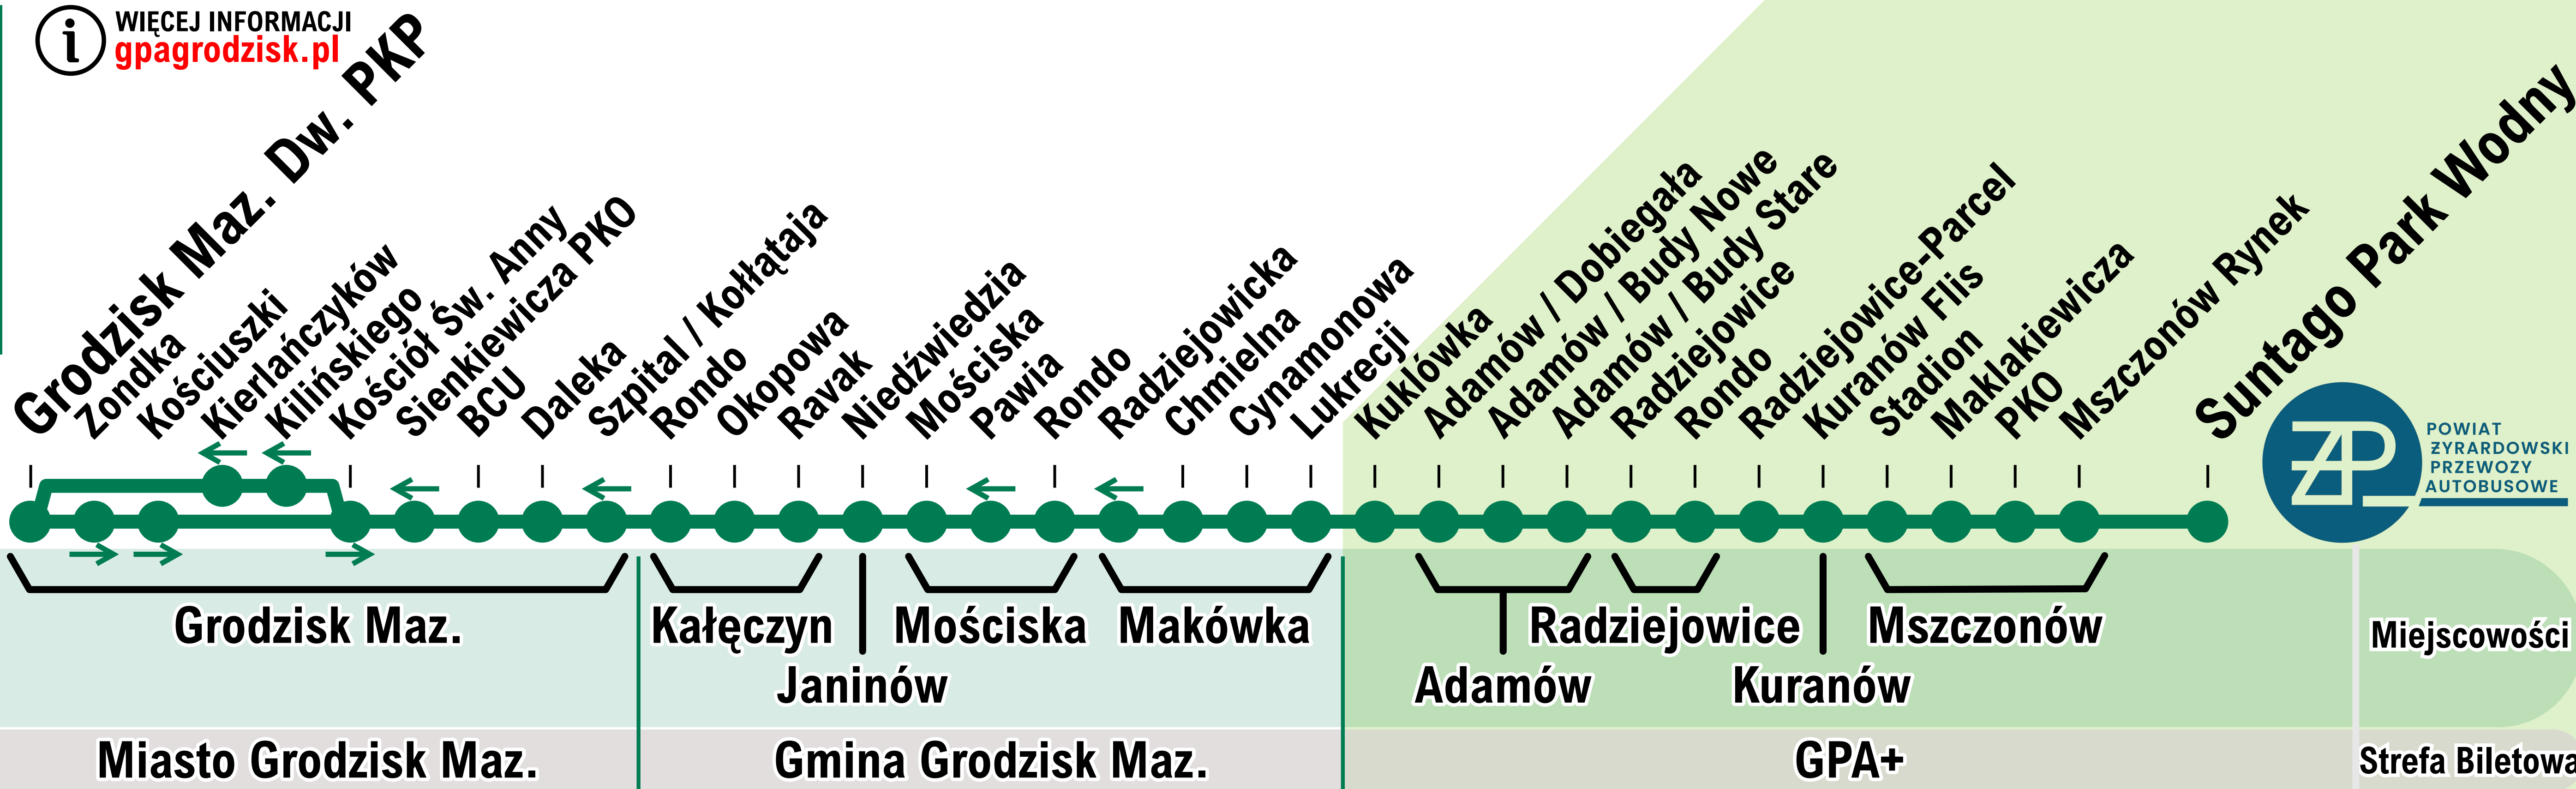 WIĘCEJ INFORMACJI
gpagrodzisk.pl
Grodzisk Maz. Dw. PKP
Zondka
Kościuszki
Kierlańczyków
Kilińskiego
Kościół Św. Anny
Sienkiewicza PKO
BCU
Daleka
Szpital / Kołłątaja
Rondo
Okopowa
Ravak
Niedźwiedzia
Mościska
Pawia
Rondo
Radziejowicka
Chmielna
Cynamonowa
Lukrecji
Kuklówka
Adamów / Dobiegała
Adamów / Budy Nowe
Adamów / Budy Stare
Radziejowice
Rondo
Radziejowice-Parcel
Kuranów Flis
Stadion
Maklakiewicza
PKO
Mszczonów Rynek
Suntago Park Wodny
ŻP
POWIAT
ŻYRARDOWSKI
PRZEWOZY
AUTOBUSOWE
Grodzisk Maz.
Kałęczyn
Janinów
Mościska
Makówka
Adamów
Radziejowice
Kuranów
Mszczonów
Miejscowości
Miasto Grodzisk Maz.
Gmina Grodzisk Maz.
GPA+
Strefa Biletowa